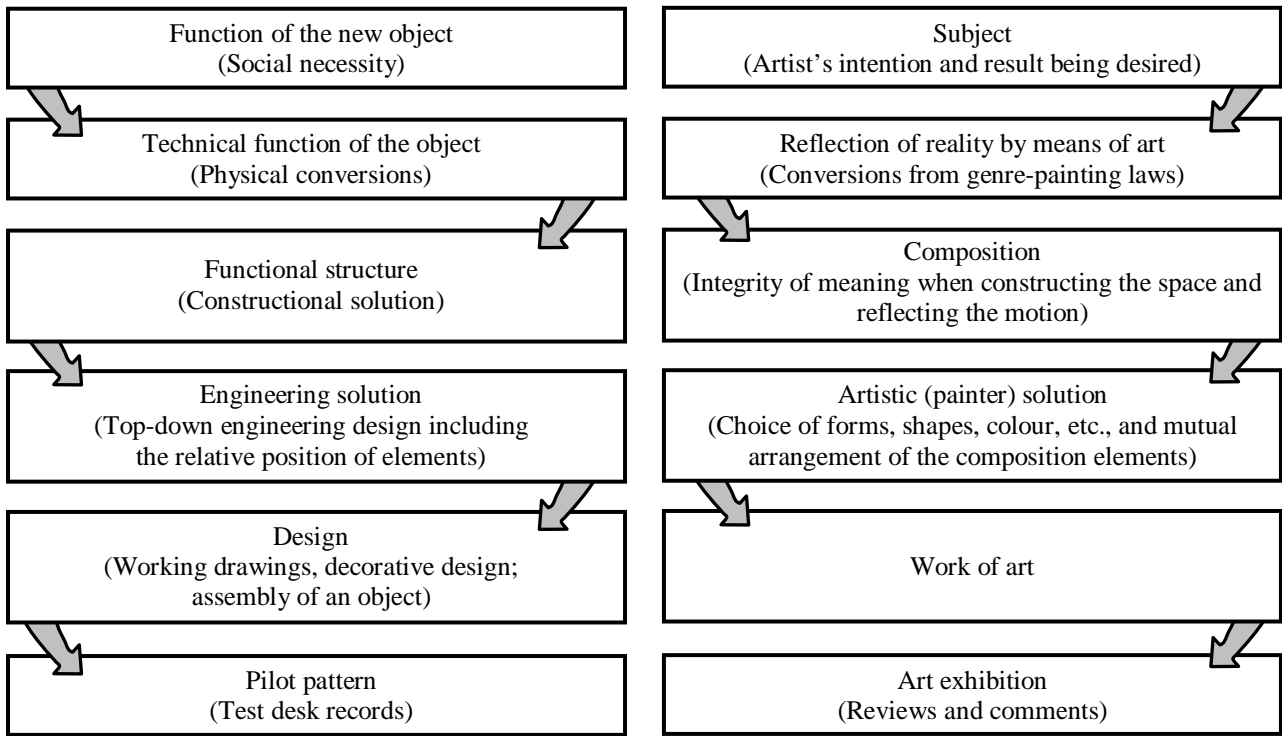 Function of the new object
(Social necessity)
Technical function of the object
(Physical conversions)
Functional structure
(Constructional solution)
Engineering solution
(Top-down engineering design including
the relative position of elements)
Design
(Working drawings, decorative design;
assembly of an object)
Pilot pattern
(Test desk records)
Subject
(Artist’s intention and result being desired)
Reflection of reality by means of art
(Conversions from genre-painting laws)
Composition
(Integrity of meaning when constructing the space and
reflecting the motion)
Artistic (painter) solution
(Choice of forms, shapes, colour, etc., and mutual
arrangement of the composition elements)
Work of art
Art exhibition
(Reviews and comments)